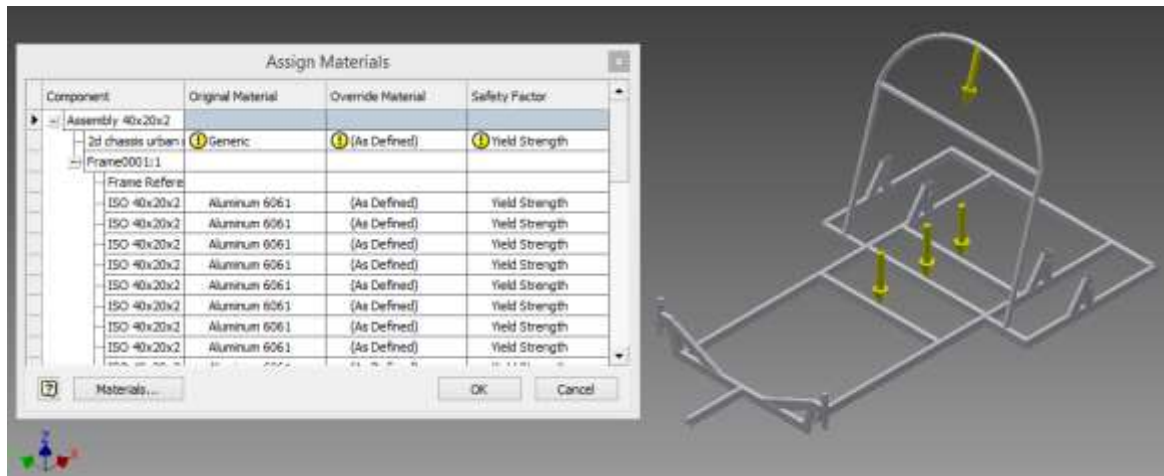 Assign Materials
Component Original Material Override Material Safety Factor
Assembly 40x20x2
2d chassis urban Generic (As Defined) Yield Strength
Frame0001:1
Frame Refere
ISO 40x20x2 Aluminum 6061 (As Defined) Yield Strength
ISO 40x20x2 Aluminum 6061 (As Defined) Yield Strength
ISO 40x20x2 Aluminum 6061 (As Defined) Yield Strength
ISO 40x20x2 Aluminum 6061 (As Defined) Yield Strength
ISO 40x20x2 Aluminum 6061 (As Defined) Yield Strength
ISO 40x20x2 Aluminum 6061 (As Defined) Yield Strength
ISO 40x20x2 Aluminum 6061 (As Defined) Yield Strength
ISO 40x20x2 Aluminum 6061 (As Defined) Yield Strength
Materials... OK Cancel
Z
X